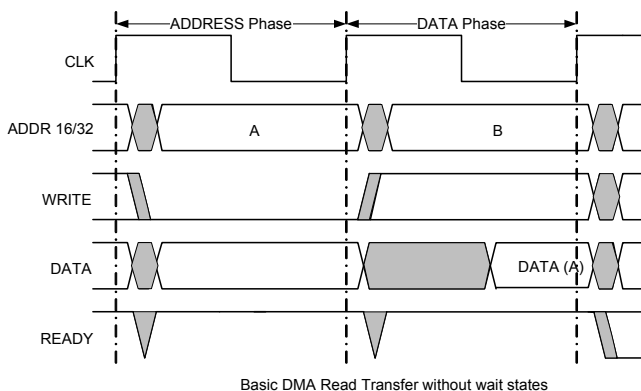 ADDRESS Phase DATA Phase
CLK
ADDR 16/32 A B
WRITE
DATA DATA (A)
READY
Basic DMA Read Transfer without wait states